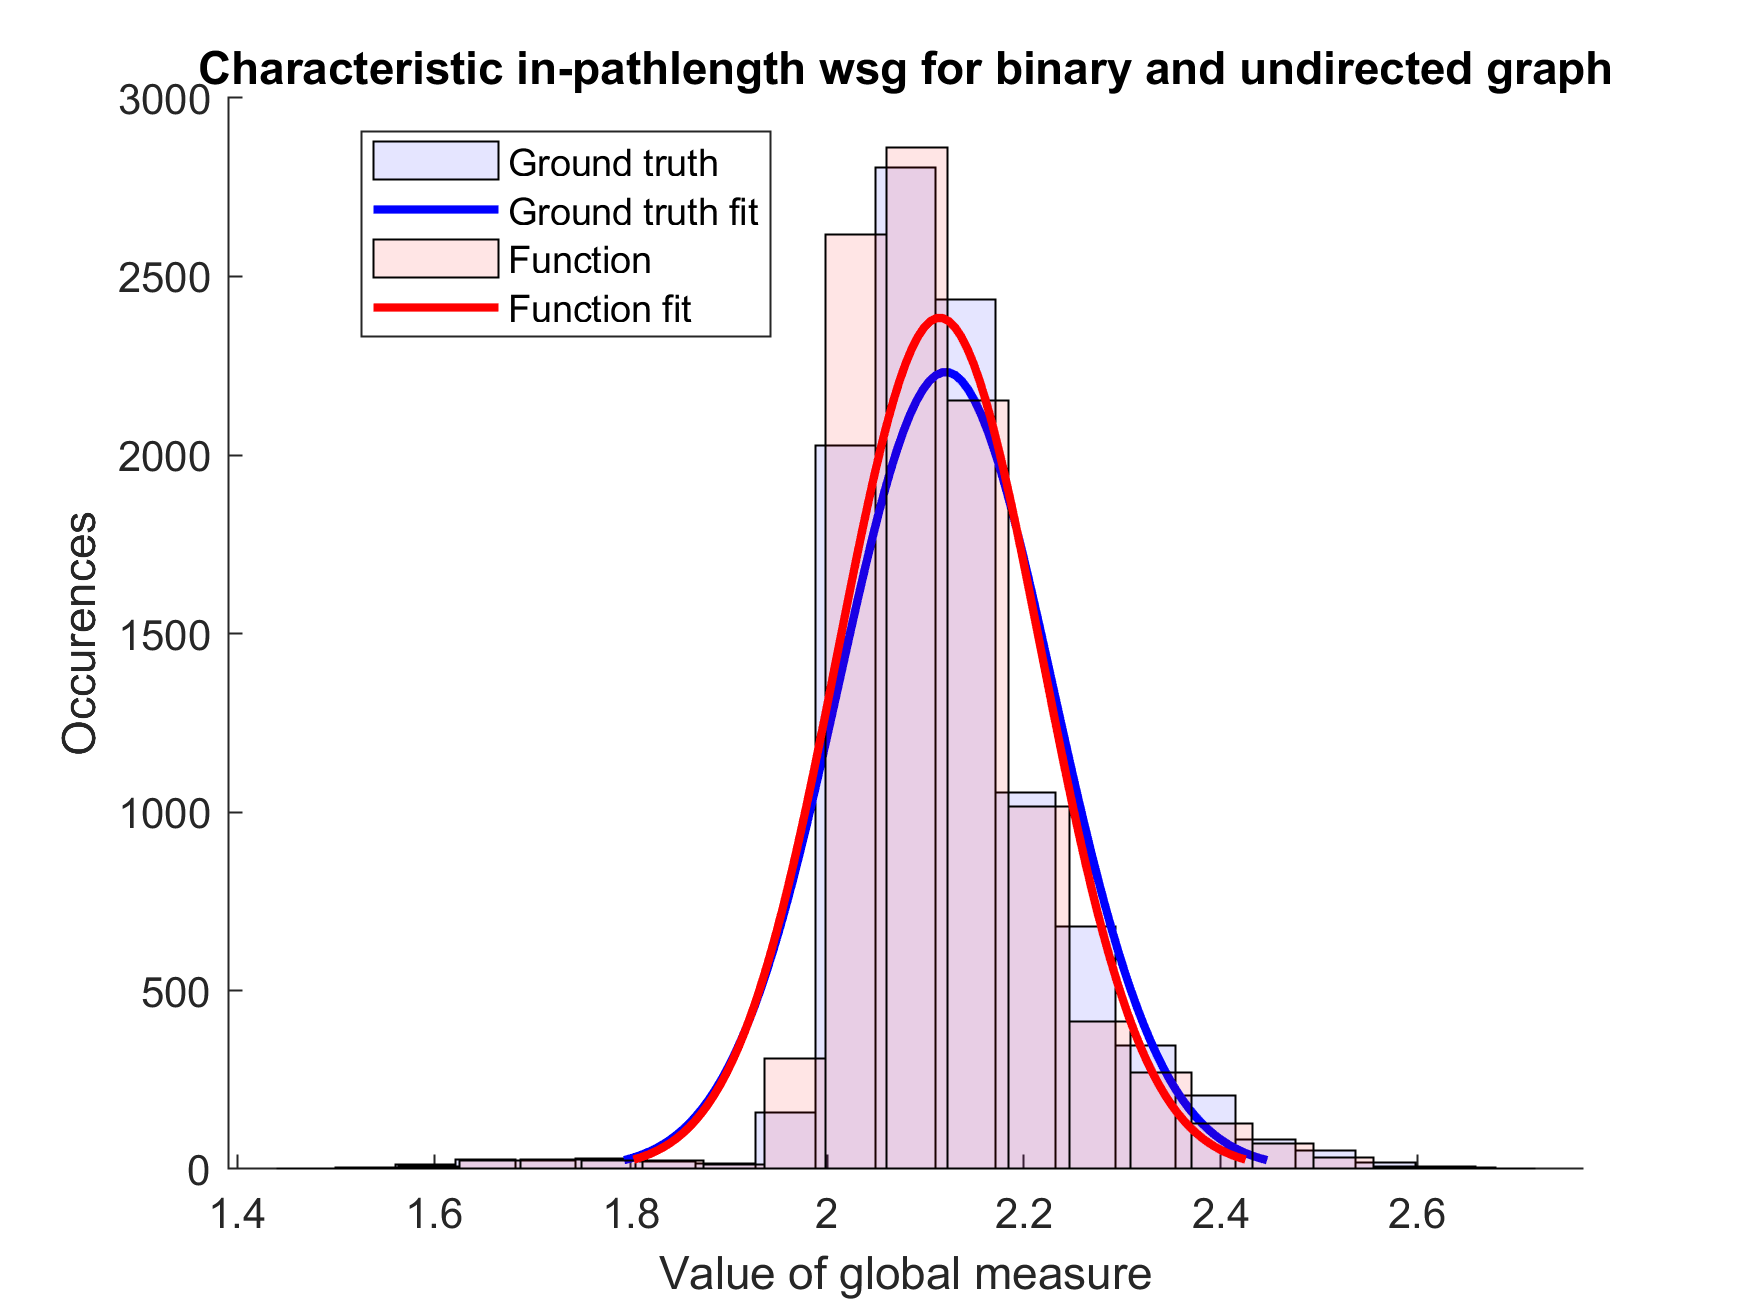 Characteristic in-pathlength wsg for binary and undirected graph
3000
2500
2000
1500
1000
500
0
Occurences
Ground truth
Ground truth fit
Function
Function fit
1.4 1.6 1.8 2 2.2 2.4 2.6
Value of global measure